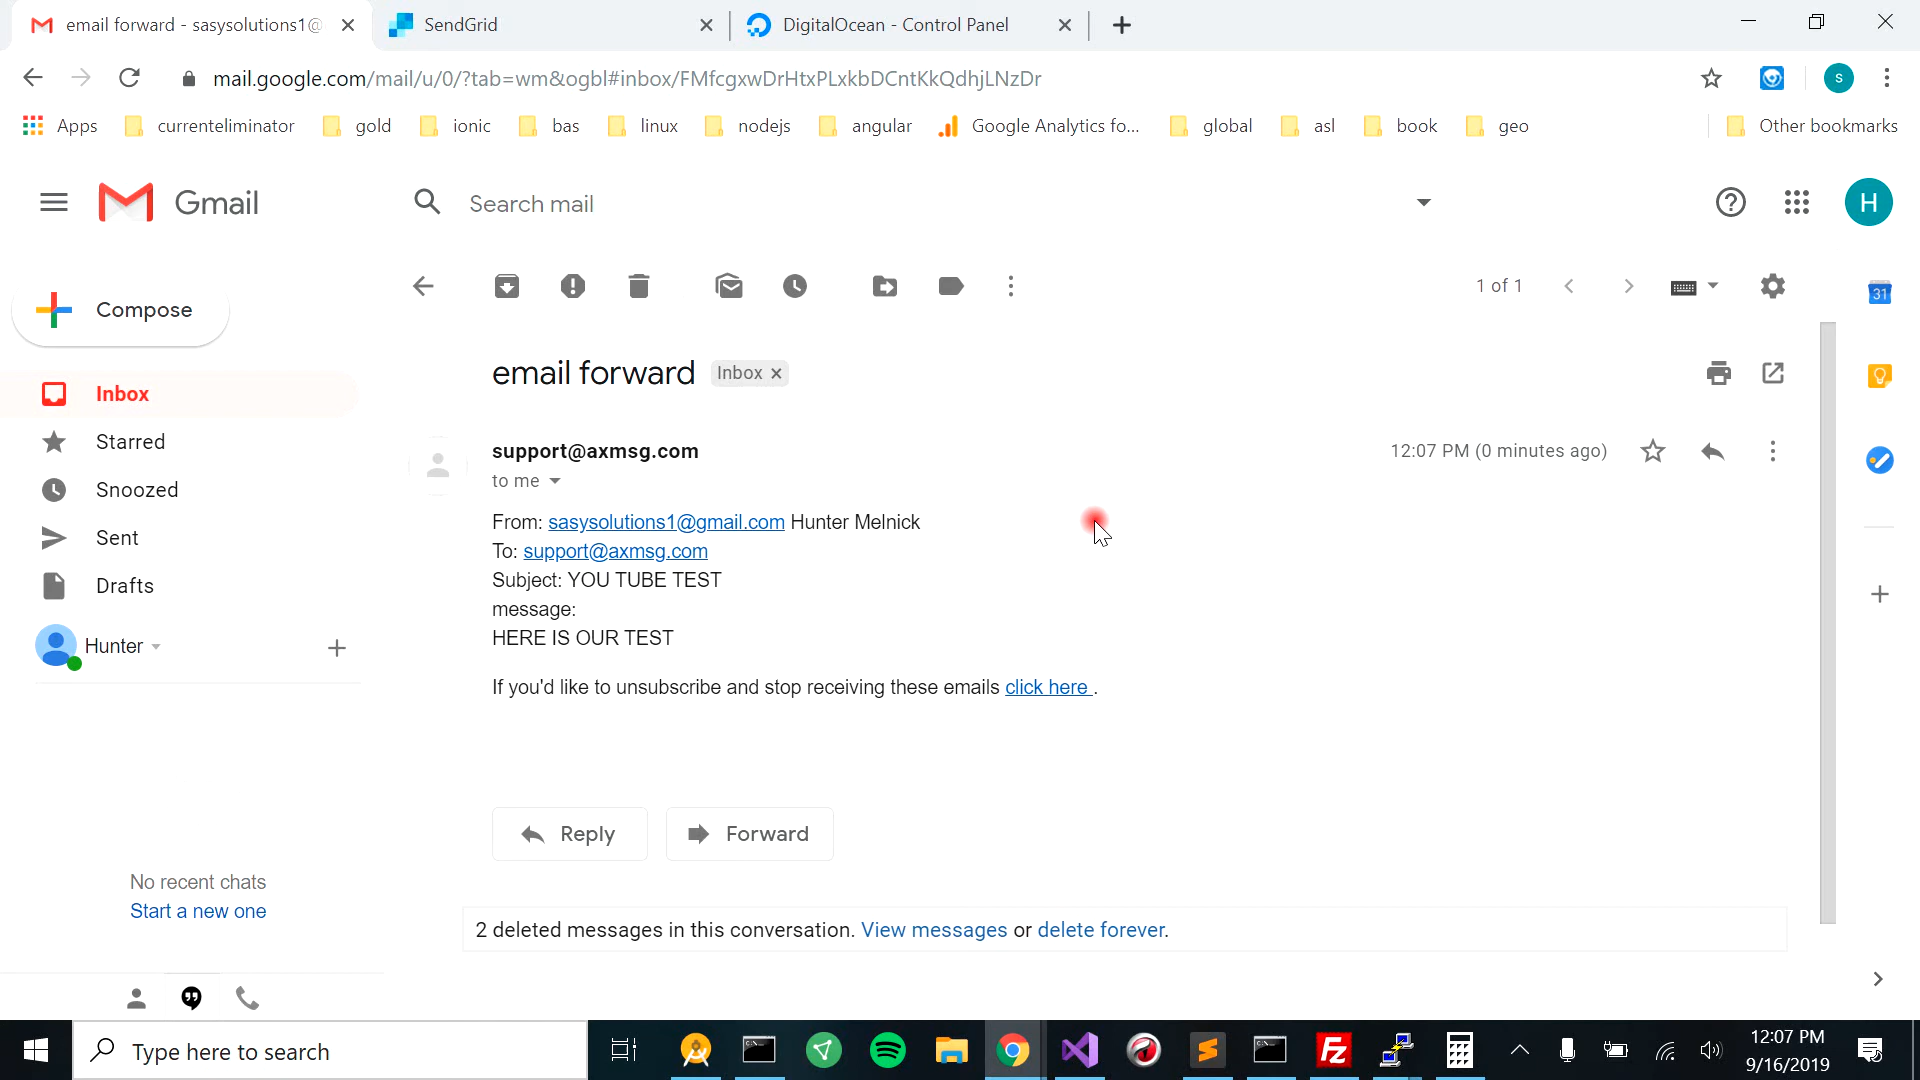 email forward - sasysolutions1@
SendGrid
DigitalOcean - Control Panel
mail.google.com/mail/u/0/?tab=wm&ogbl#inbox/FMfcgxwDrHtxPLxkbDCntKkQdhjLNzDr
s
Apps
currenteliminator
gold
ionic
bas
linux
nodejs
angular
Google Analytics fo...
global
asl
book
geo
Other bookmarks
Gmail
Search mail
H
Compose
1 of 1
31
email forward
Inbox
Inbox
Starred
Snoozed
Sent
Drafts
Hunter
support@axmsg.com
12:07 PM (0 minutes ago)
to me
From: sasysolutions1@gmail.com Hunter Melnick
To: support@axmsg.com
Subject: YOU TUBE TEST
message:
HERE IS OUR TEST
If you'd like to unsubscribe and stop receiving these emails click here .
Reply
Forward
No recent chats
Start a new one
2 deleted messages in this conversation. View messages or delete forever.
Type here to search
12:07 PM
9/16/2019